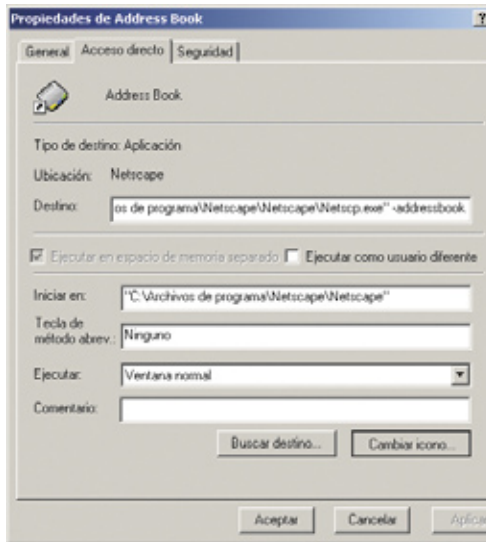 Propiedades de Address Book ?
General Acceso directo Seguridad
Address Book
Tipo de destino: Aplicación
Ubicación: Netscape
Destino: os de programa\Netscape\Netscape\Netscp.exe" -addressbook
Ejecutar en espacio de memoria separado Ejecutar como usuario diferente
Iniciar en: "C:\Archivos de programa\Netscape\Netscape"
Tecla de
método abrev.: Ninguno
Ejecutar: Ventana normal
Comentario:
Buscar destino... Cambiar icono...
Aceptar Cancelar Aplica